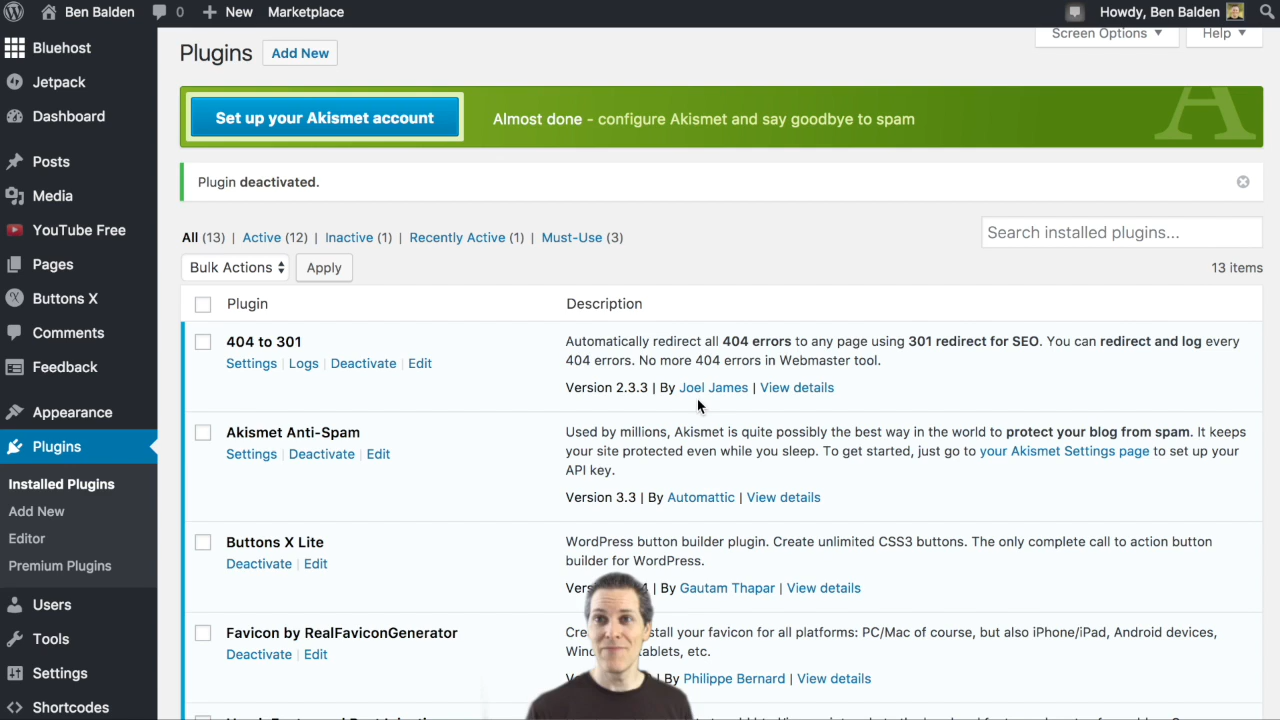 Ben Balden 0 New Marketplace Howdy, Ben Balden
Bluehost
Jetpack
Dashboard
Posts
Media
YouTube Free
Pages
Buttons X
Comments
Feedback
Appearance
Plugins
Installed Plugins
Add New
Editor
Premium Plugins
Users
Tools
Settings
Shortcodes
Screen Options Help
Plugins Add New
Set up your Akismet account Almost done - configure Akismet and say goodbye to spam
Plugin deactivated.
All (13) | Active (12) | Inactive (1) | Recently Active (1) | Must-Use (3)
Search installed plugins...
Bulk Actions Apply 13 items
Plugin Description
404 to 301
Settings | Logs | Deactivate | Edit
Automatically redirect all 404 errors to any page using 301 redirect for SEO. You can redirect and log every
404 errors. No more 404 errors in Webmaster tool.
Version 2.3.3 | By Joel James | View details
Akismet Anti-Spam
Settings | Deactivate | Edit
Used by millions, Akismet is quite possibly the best way in the world to protect your blog from spam. It keeps
your site protected even while you sleep. To get started, just go to your Akismet Settings page to set up your
API key.
Version 3.3 | By Automattic | View details
Buttons X Lite
Deactivate | Edit
WordPress button builder plugin. Create unlimited CSS3 buttons. The only complete call to action button
builder for WordPress.
| By Gautam Thapar | View details
Favicon by RealFaviconGenerator
Deactivate | Edit
your favicon for all platforms: PC/Mac of course, but also iPhone/iPad, Android devices,
etc.
By Philippe Bernard | View details